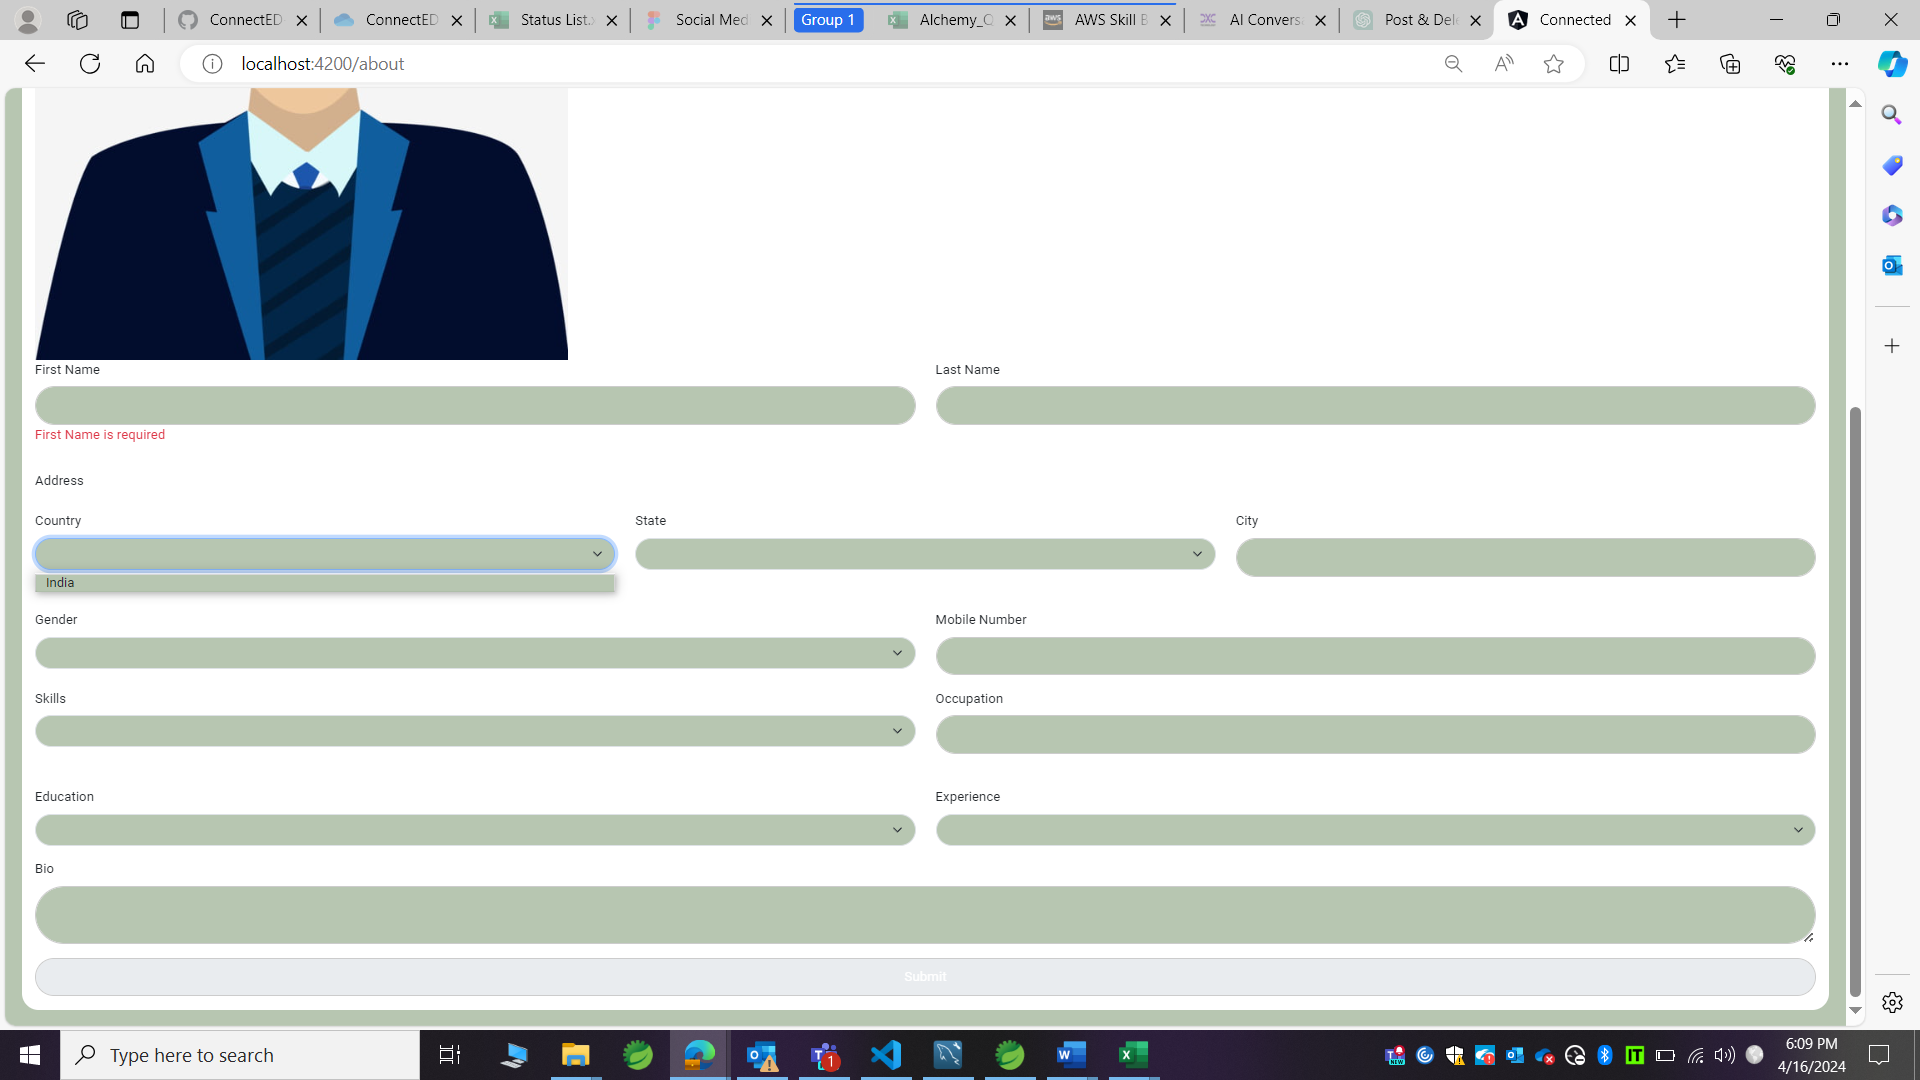 ConnectED
ConnectED
Status List.
Social Med
Group 1
Alchemy_
AWS Skill B
AI Convers
Post & Del
Connected
localhost:4200/about
First Name
Last Name
First Name is required
Address
Country
State
City
India
Gender
Mobile Number
Skills
Occupation
Education
Experience
Bio
Submit
Type here to search
1
6:09 PM
4/16/2024